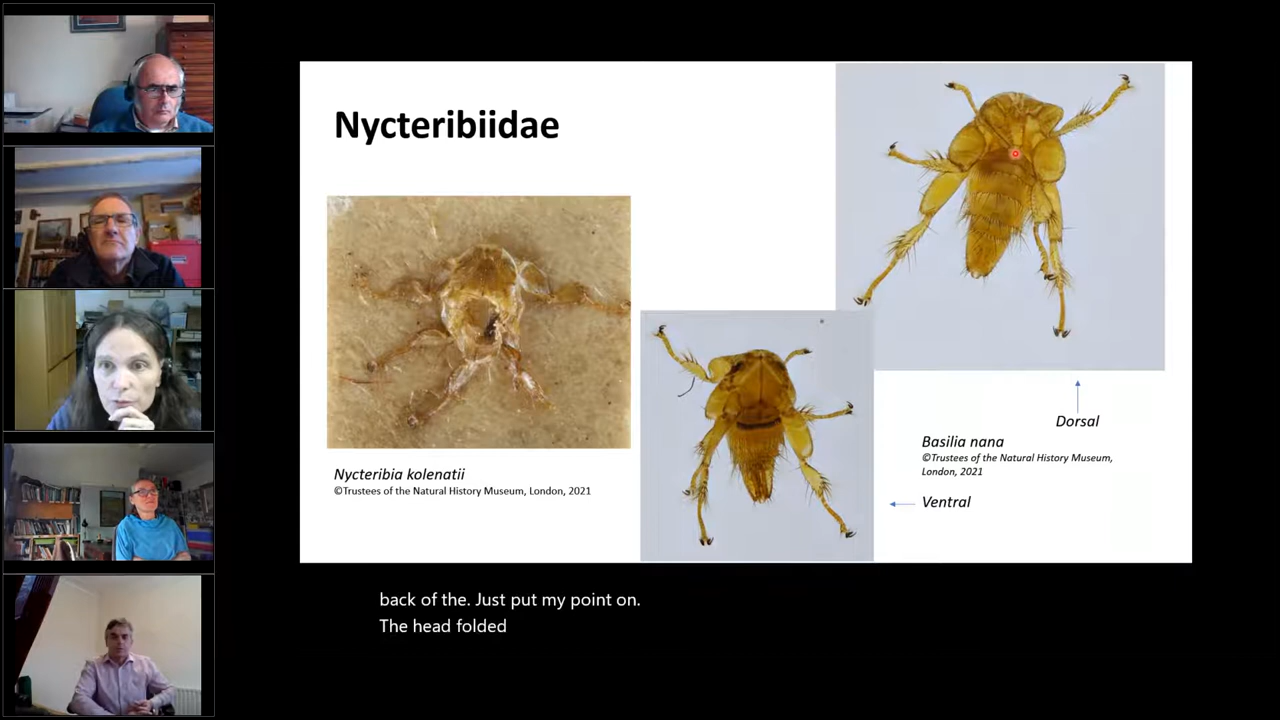 Nycteribiidae
Nycteribia kolenatii
©Trustees of the Natural History Museum, London, 2021
Dorsal
Basilia nana
©Trustees of the Natural History Museum,
London, 2021
Ventral
back of the. Just put my point on.
The head folded